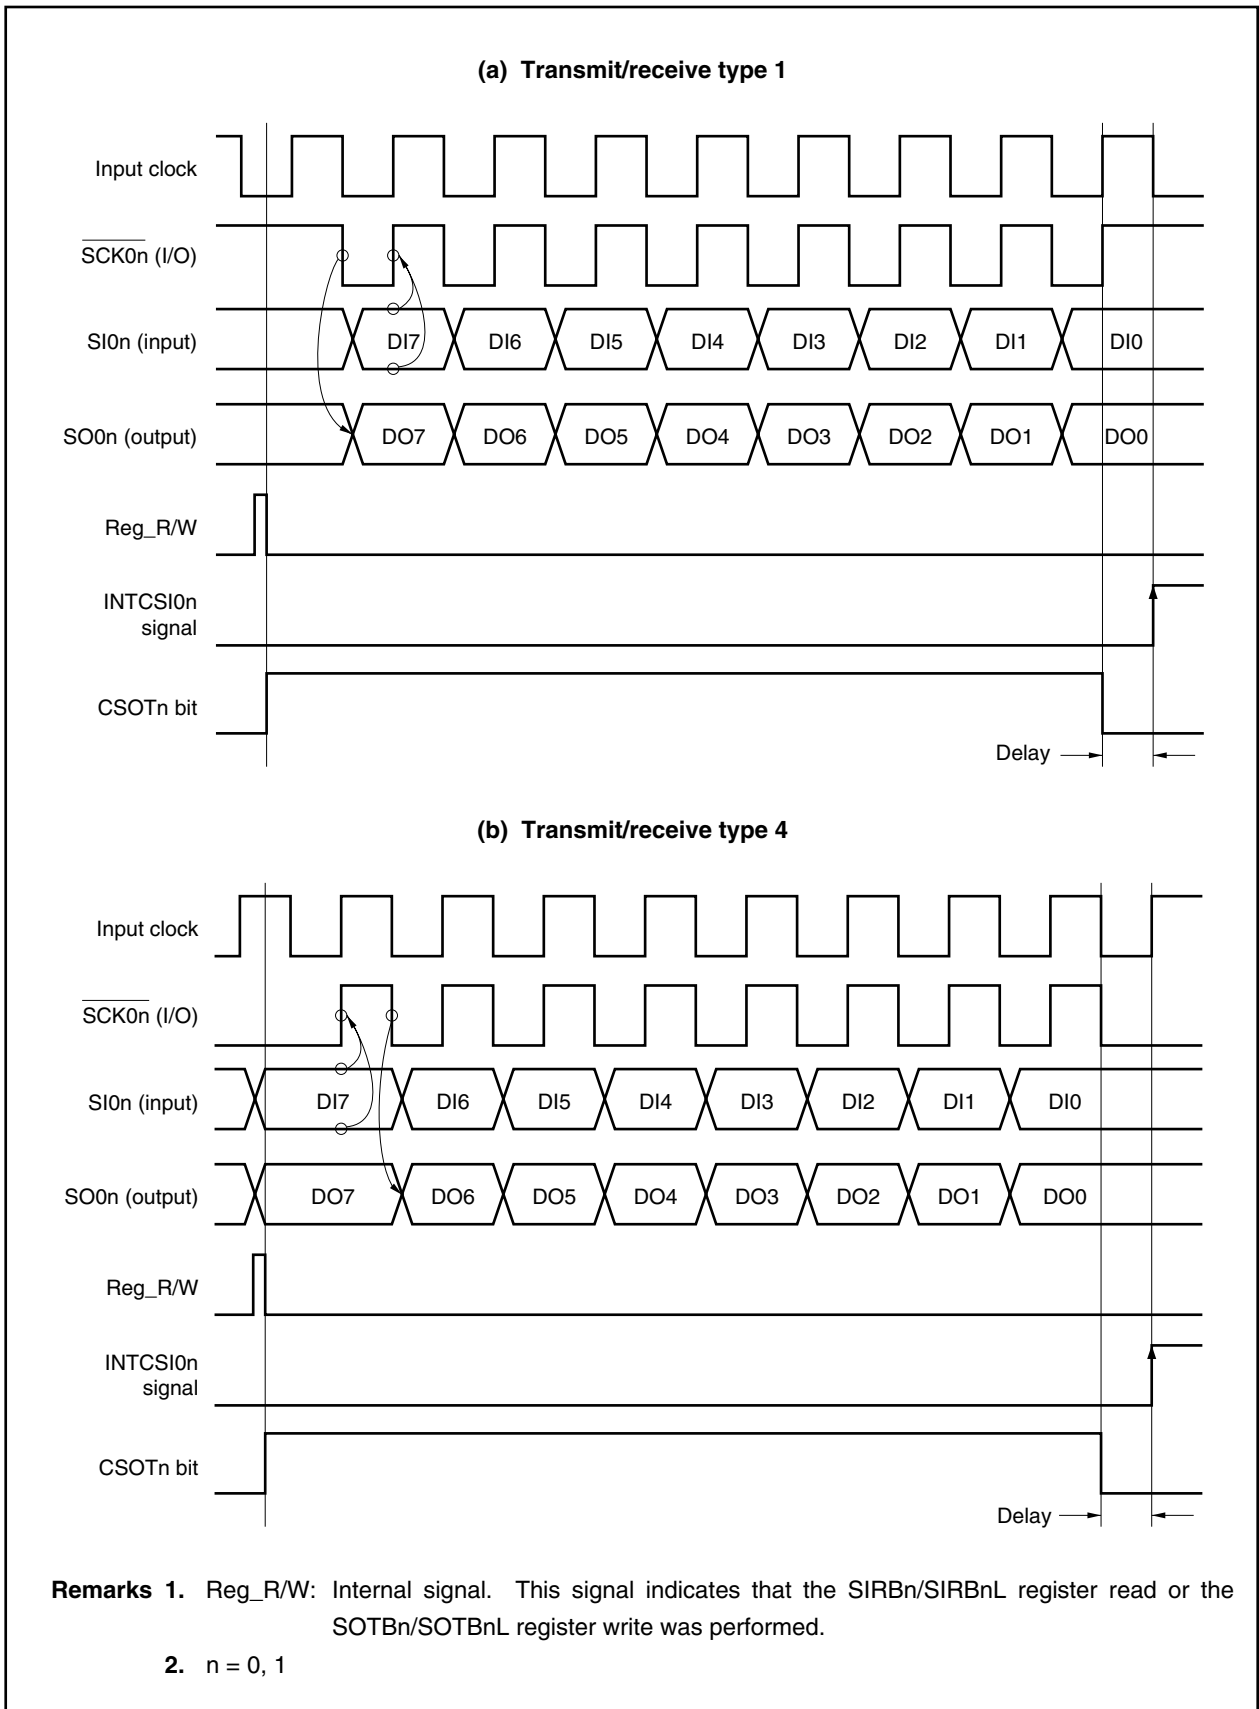 (a) Transmit/receive type 1
Input clock
SCK0n (I/O)
SI0n (input)
DI7 DI6 DI5 DI4 DI3 DI2 DI1 DI0
SO0n (output)
DO7 DO6 DO5 DO4 DO3 DO2 DO1 DO0
Reg_R/W
INTCSI0n
signal
CSOTn bit
Delay
(b) Transmit/receive type 4
Input clock
SCK0n (I/O)
SI0n (input)
DI7 DI6 DI5 DI4 DI3 DI2 DI1 DI0
SO0n (output)
DO7 DO6 DO5 DO4 DO3 DO2 DO1 DO0
Reg_R/W
INTCSI0n
signal
CSOTn bit
Delay
Remarks 1. Reg_R/W: Internal signal. This signal indicates that the SIRBn/SIRBnL register read or the
SOTBn/SOTBnL register write was performed.
2. n = 0, 1